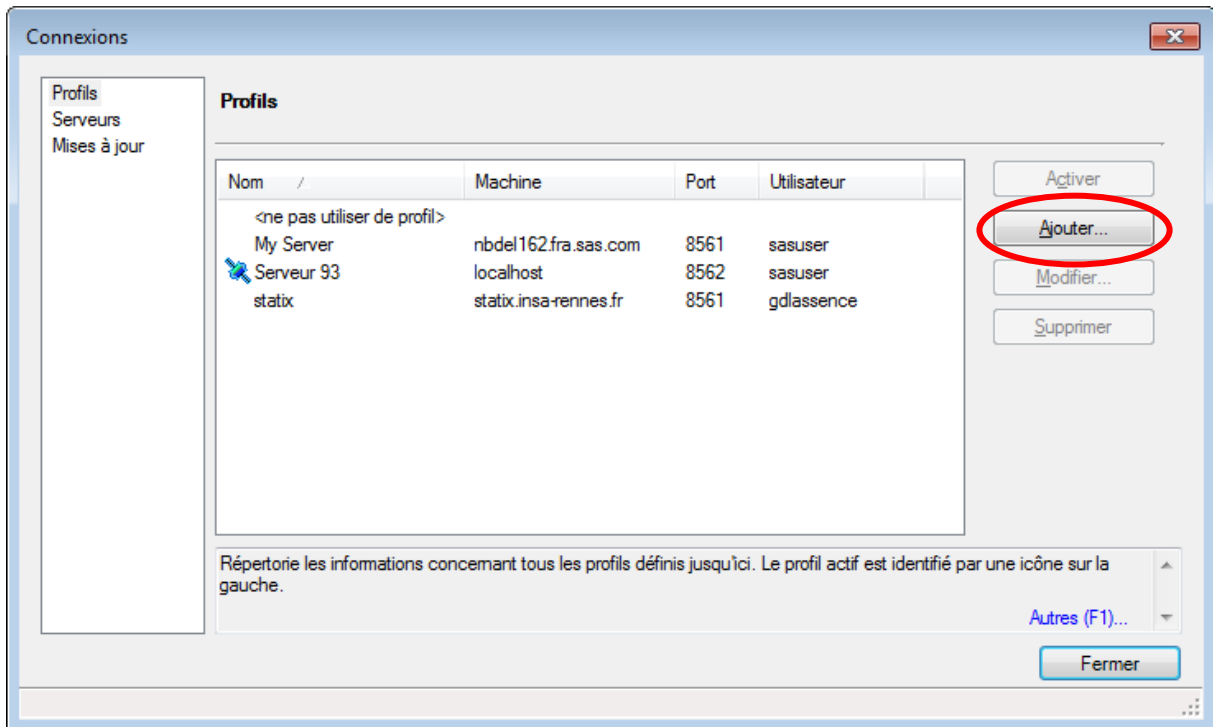 Connexions
Profils
Serveurs
Mises à jour
Profils
Nom Machine Port Utilisateur
<ne pas utiliser de profil>
My Server nbdel162.fra.sas.com 8561 sasuser
Serveur 93 localhost 8562 sasuser
statix statix.insa-rennes.fr 8561 gdlassence
Activer
Ajouter...
Modifier...
Supprimer
Répertorie les informations concernant tous les profils définis jusqu'ici. Le profil actif est identifié par une icône sur la
gauche.
Autres (F1)...
Fermer